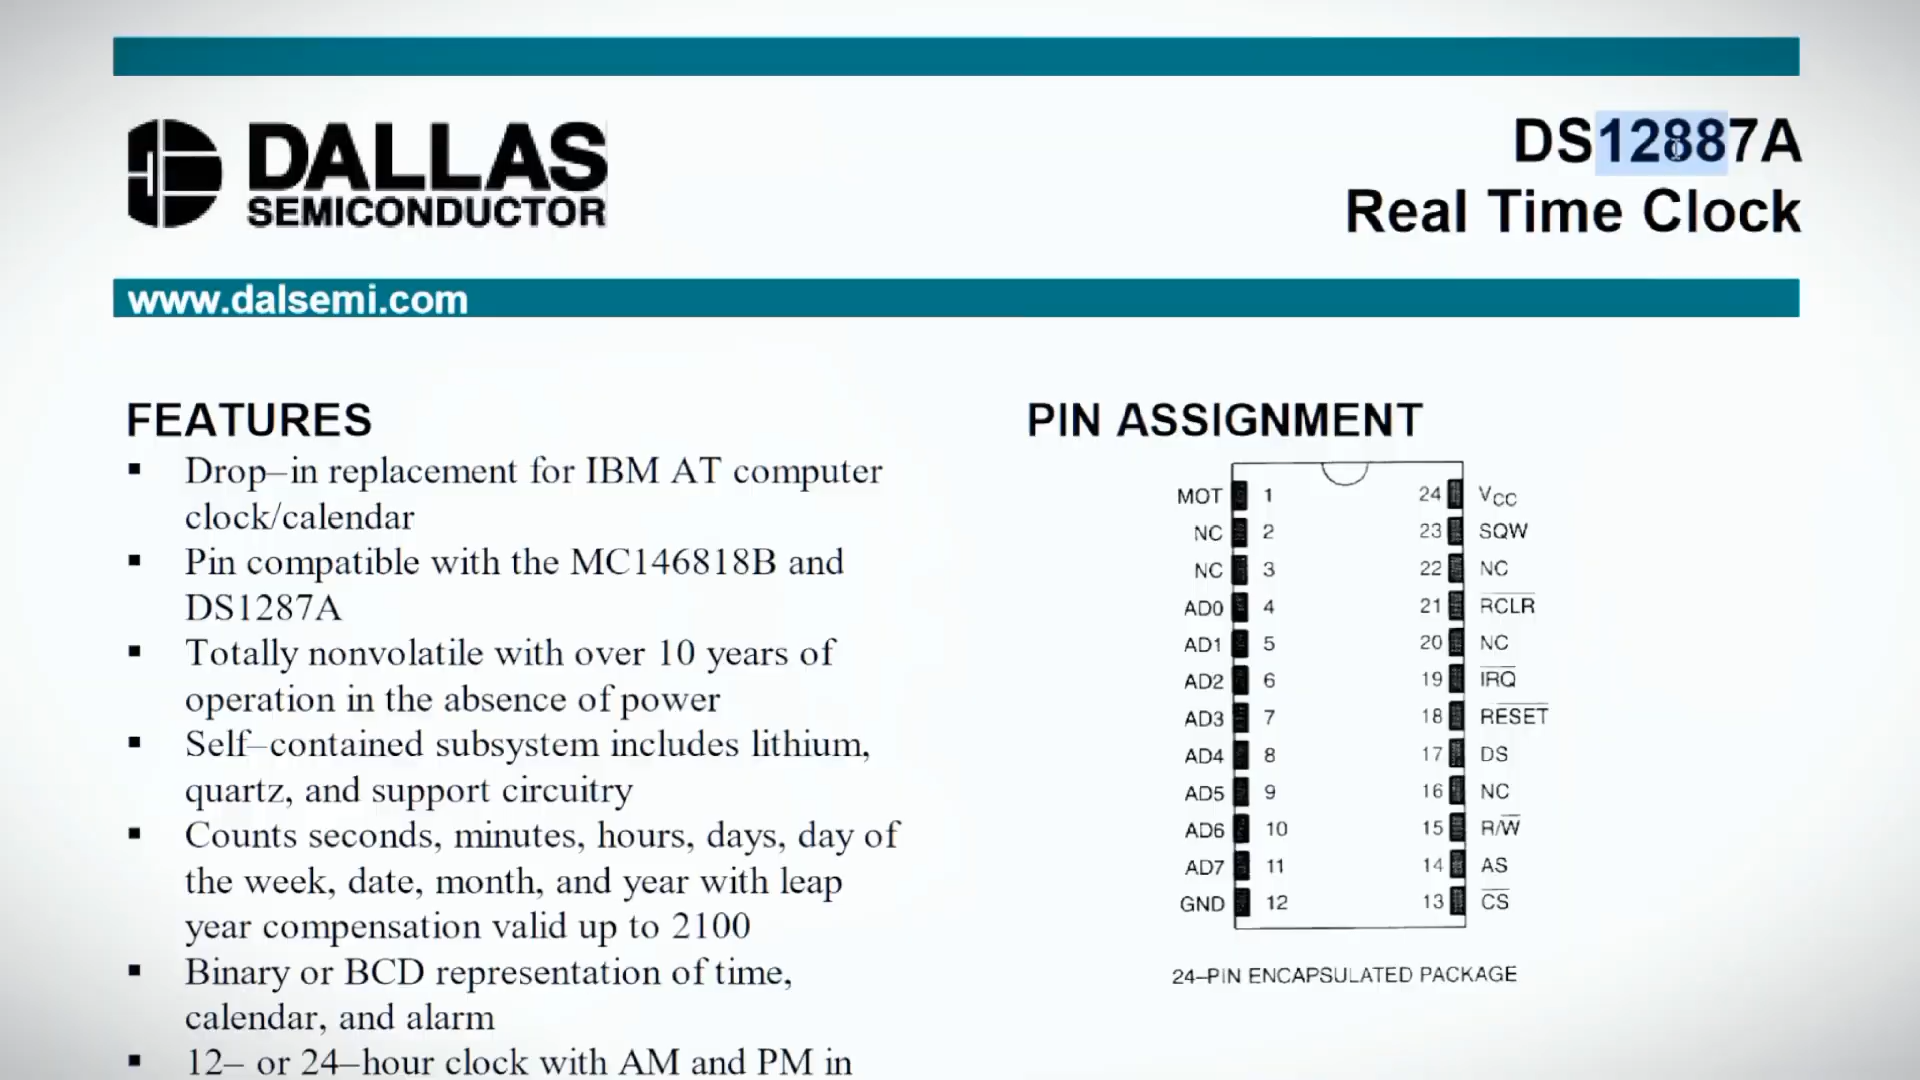 DALLAS
SEMICONDUCTOR
DS12887A
Real Time Clock
www.dalsemi.com
FEATURES
▪ Drop–in replacement for IBM AT computer
clock/calendar
▪ Pin compatible with the MC146818B and
DS1287A
▪ Totally nonvolatile with over 10 years of
operation in the absence of power
▪ Self–contained subsystem includes lithium,
quartz, and support circuitry
▪ Counts seconds, minutes, hours, days, day of
the week, date, month, and year with leap
year compensation valid up to 2100
▪ Binary or BCD representation of time,
calendar, and alarm
▪ 12– or 24–hour clock with AM and PM in
PIN ASSIGNMENT
MOT 1 24 VCC
NC 2 23 SQW
NC 3 22 NC
AD0 4 21 RCLR
AD1 5 20 NC
AD2 6 19 IRQ
AD3 7 18 RESET
AD4 8 17 DS
AD5 9 16 NC
AD6 10 15 R/W
AD7 11 14 AS
GND 12 13 CS
24–PIN ENCAPSULATED PACKAGE